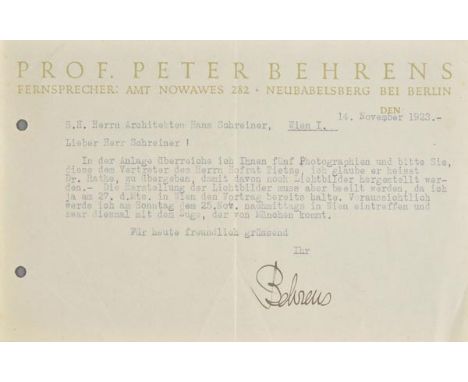 PROF. PETER BEHRENS
FERNSPRECHER: AMT NOWAWES 282 • NEUBABELSBERG BEI BERLIN
DEN
14. November 1923.-
S.H. Herrn Architekten Hans Schreiner, Wien I.
Lieber Herr Schreiner !
In der Anlage überreiche ich Ihnen fünf Photographien und bitte Sie,
diese dem Vertreter des Herrn Hofrat Tietze, ich glaube er heisst
Dr. Rathe, zu übergeben, damit davon noch Lichtbilder hergestellt wer-
den.- Die Herstellung der Lichtbilder muss aber beeilt werden, da ich
ja am 27. d.Mts. in Wien den Vortrag bereits halte. Voraussichtlich
werde ich am Sonntag dem 25.Nov. nachmittags in Wien eintreffen und
zwar diesmal mit dem Zuge, der von München kommt.
Für heute freundlich grüssend
Ihr
Behrens